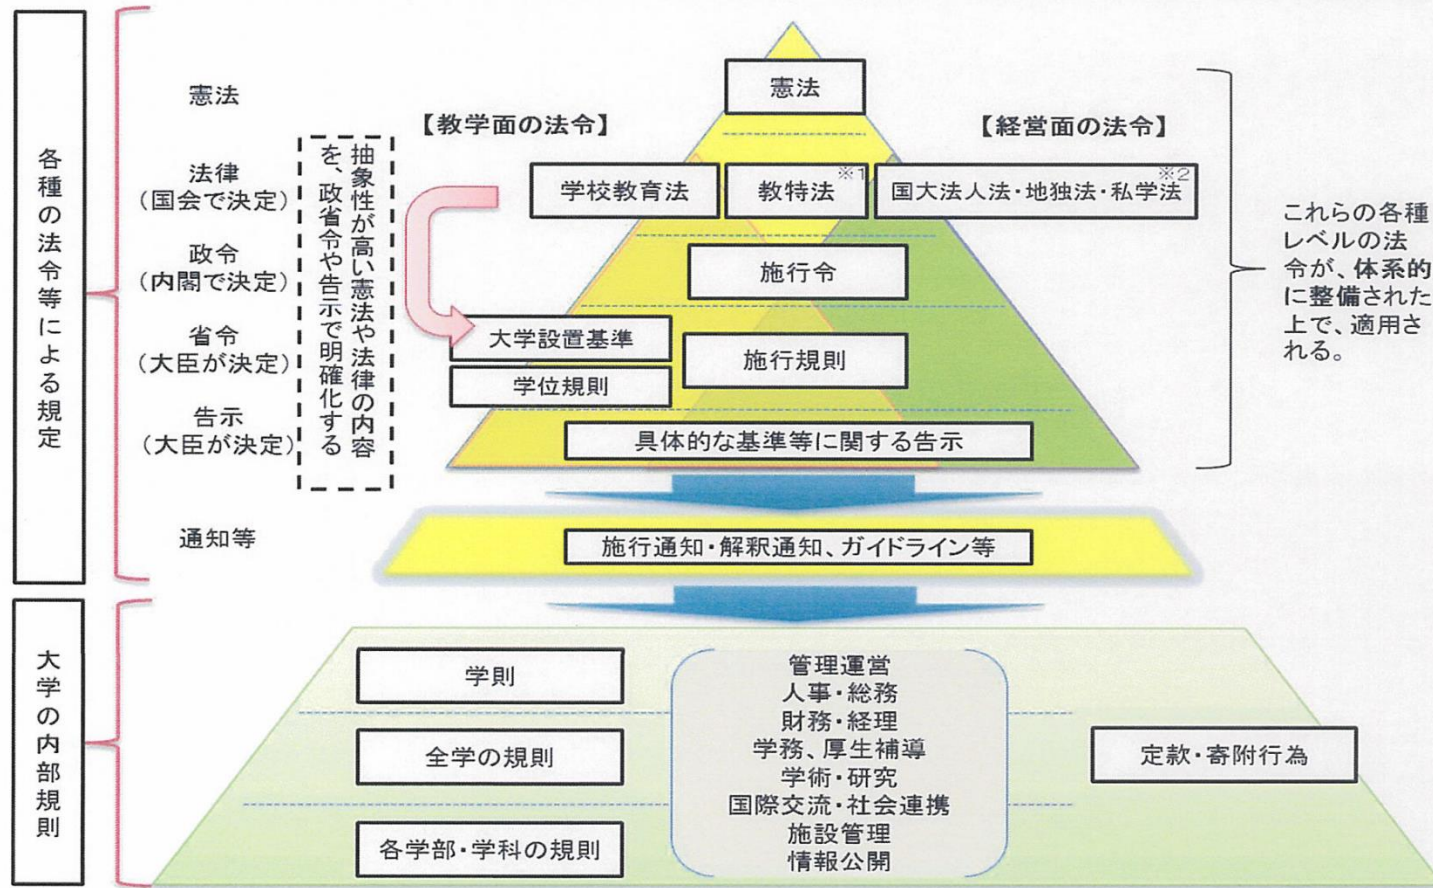 各種の法令等による規定
憲法
法律
(国会で決定)
政令
(内閣で決定)
省令
(大臣が決定)
告示
(大臣が決定)
通知等
抽象性が高い憲法や法律の内容
を、政省令や告示で明確化する
【教学面の法令】
【経営面の法令】
憲法
学校教育法
教特法※1
国大法人法・地独法・私学法※2
施行令
大学設置基準
学位規則
施行規則
具体的な基準等に関する告示
これらの各種
レベルの法
令が、体系的
に整備された
上で、適用さ
れる。
施行通知・解釈通知、ガイドライン等
大学の内部規則
学則
全学の規則
各学部・学科の規則
管理運営
人事・総務
財務・経理
学務、厚生補導
学術・研究
国際交流・社会連携
施設管理
情報公開
定款・寄附行為